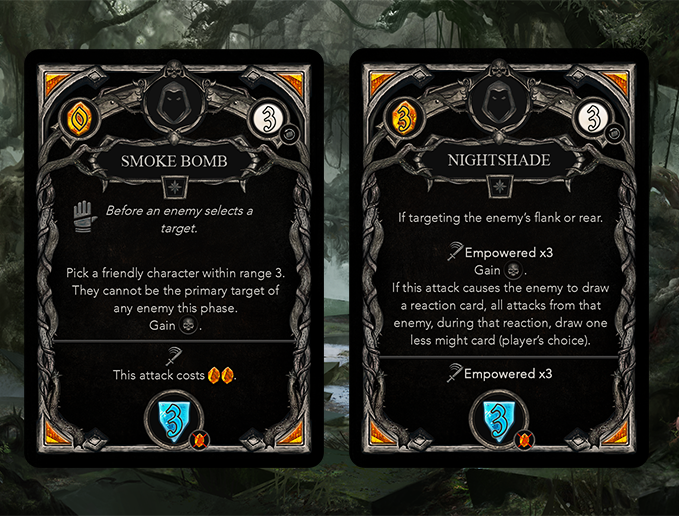 0
3
SMOKE BOMB
Before an enemy selects a
target.
Pick a friendly character within range 3.
They cannot be the primary target of
any enemy this phase.
Gain .
This attack costs .
3
3
3
NIGHTSHADE
If targeting the enemy's flank or rear.
Empowered x3
Gain .
If this attack causes the enemy to draw
a reaction card, all attacks from that
enemy, during that reaction, draw one
less might card (player's choice).
Empowered x3
3